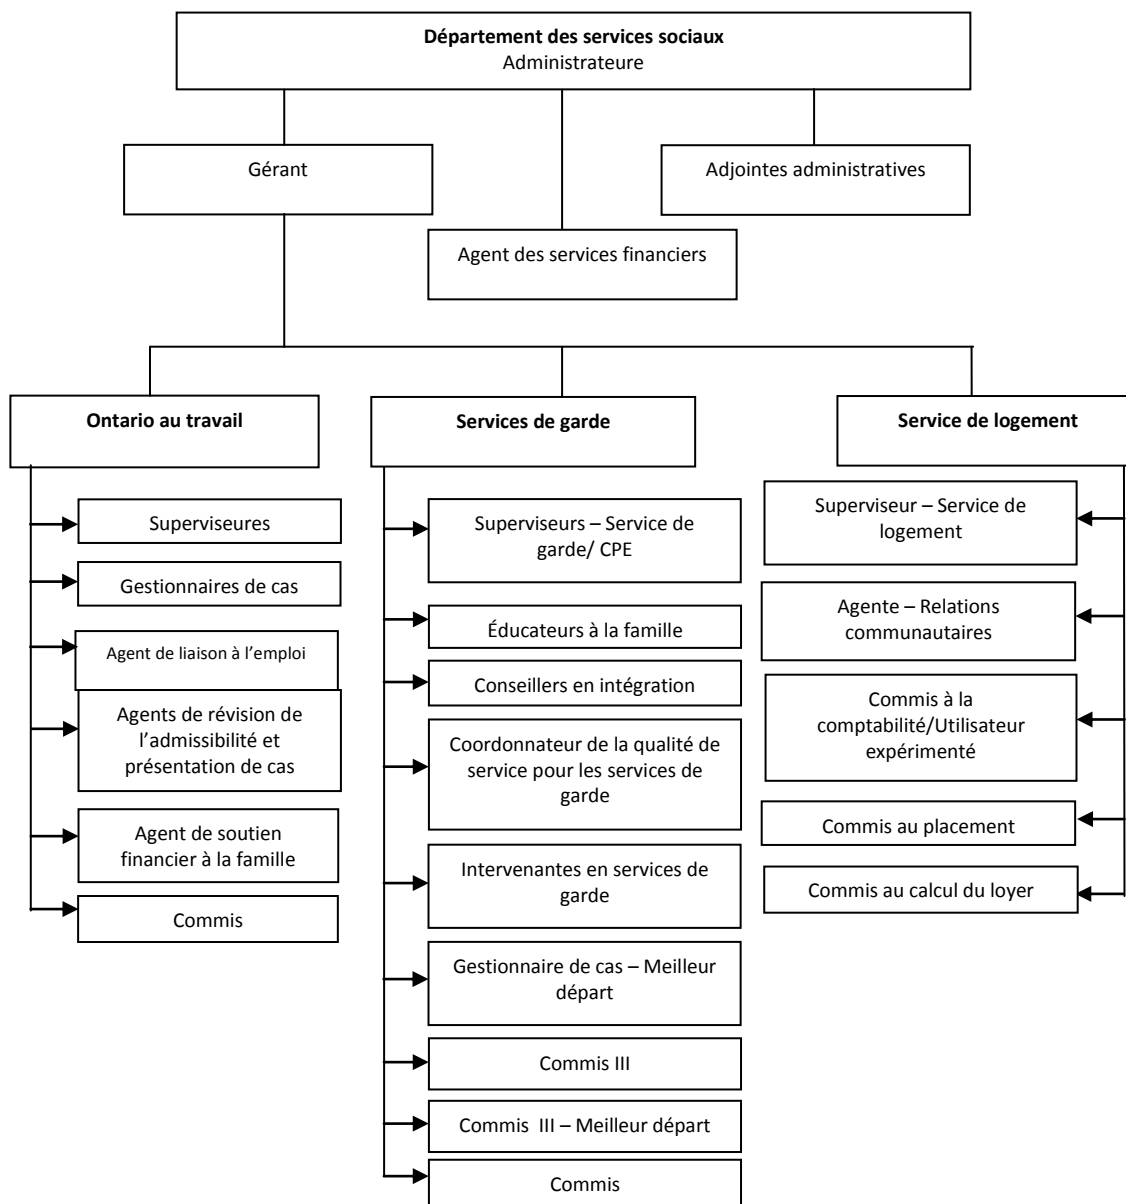 Département des services sociaux
Administrateure
Gérant
Adjointes administratives
Agent des services financiers
Ontario au travail
Superviseures
Gestionnaires de cas
Agent de liaison à l’emploi
Agents de révision de
l’admissibilité et
présentation de cas
Agent de soutien
financier à la famille
Commis
Services de garde
Superviseurs – Service de
garde/ CPE
Éducateurs à la famille
Conseillers en intégration
Coordonnateur de la qualité de
service pour les services de
garde
Intervenantes en services de
garde
Gestionnaire de cas – Meilleur
départ
Commis III
Commis  III – Meilleur départ
Commis
Service de logement
Superviseur – Service de
logement
Agente – Relations
communautaires
Commis à la
comptabilité/Utilisateur
expérimenté
Commis au placement
Commis au calcul du loyer